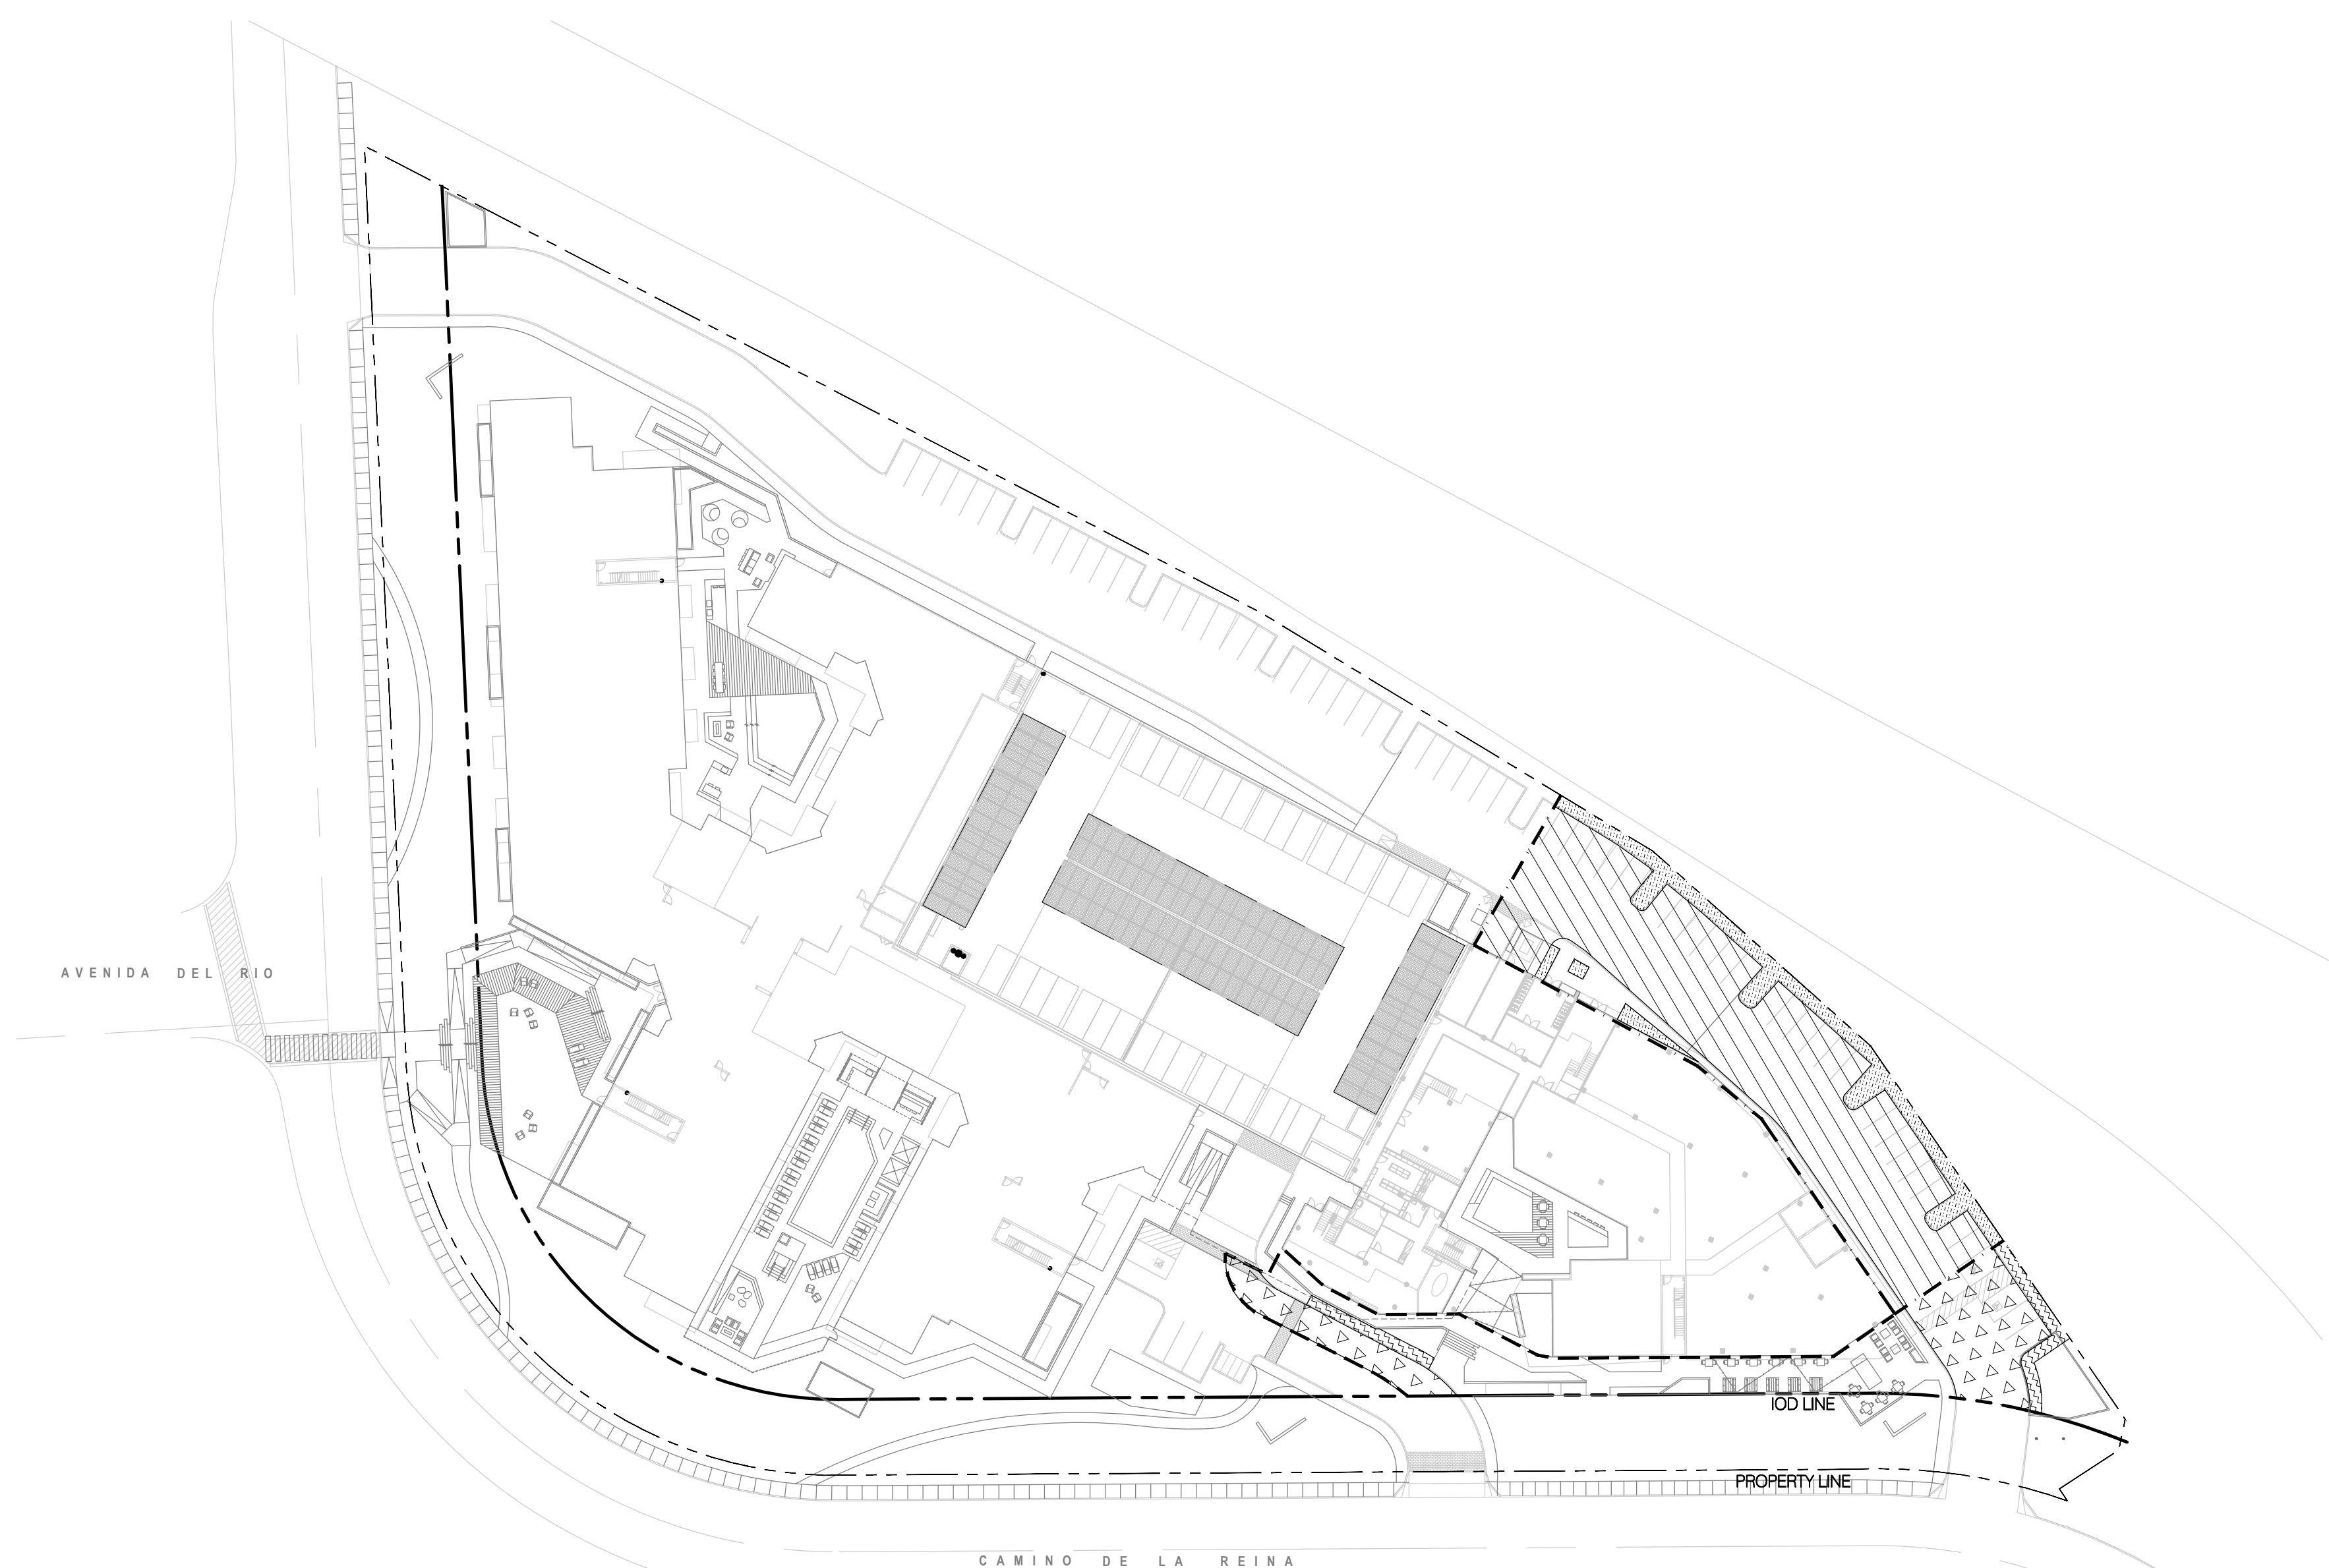 AVENIDA DEL RIO
IOD LINE
PROPERTY LINE
CAMINO DE LA REINA